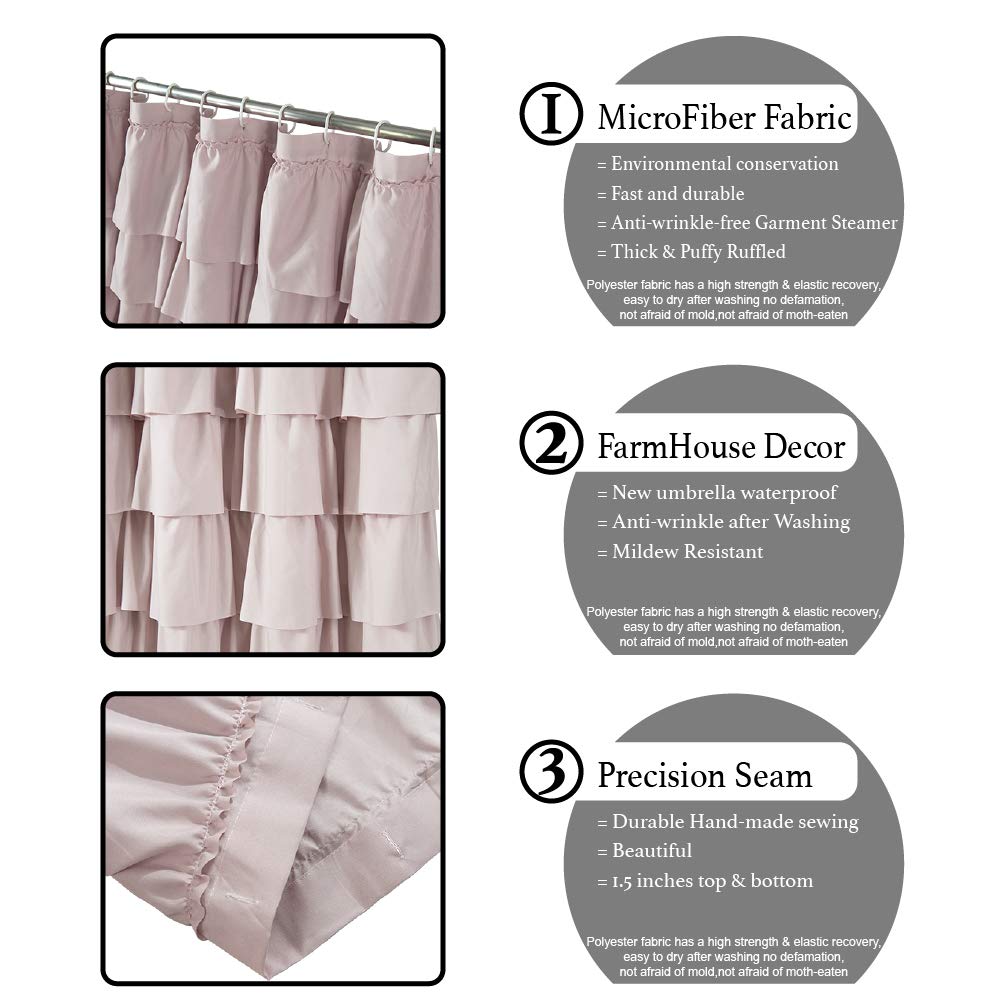 1 MicroFiber Fabric
= Environmental conservation
= Fast and durable
= Anti-wrinkle-free Garment Steamer
= Thick & Puffy Ruffled
Polyester fabric has a high strength & elastic recovery,
easy to dry after washing no defamation,
not afraid of mold,not afraid of moth-eaten
2 FarmHouse Decor
= New umbrella waterproof
= Anti-wrinkle after Washing
= Mildew Resistant
Polyester fabric has a high strength & elastic recovery,
easy to dry after washing no defamation,
not afraid of mold,not afraid of moth-eaten
3 Precision Seam
= Durable Hand-made sewing
= Beautiful
= 1.5 inches top & bottom
Polyester fabric has a high strength & elastic recovery,
easy to dry after washing no defamation,
not afraid of mold,not afraid of moth-eaten